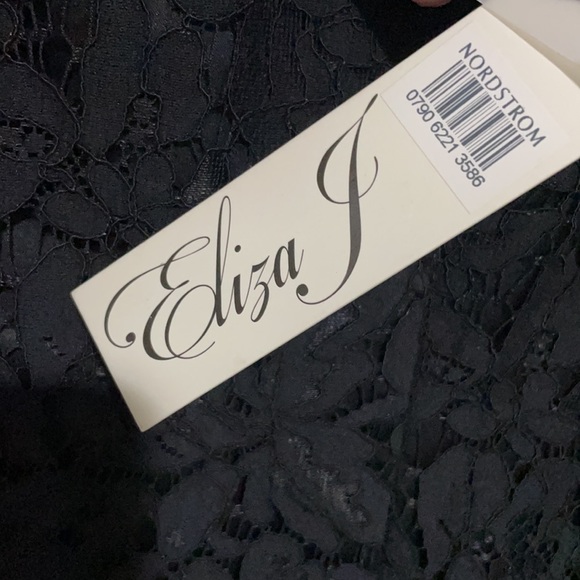 NORDSTROM
0790 6221 3586
Eliza J